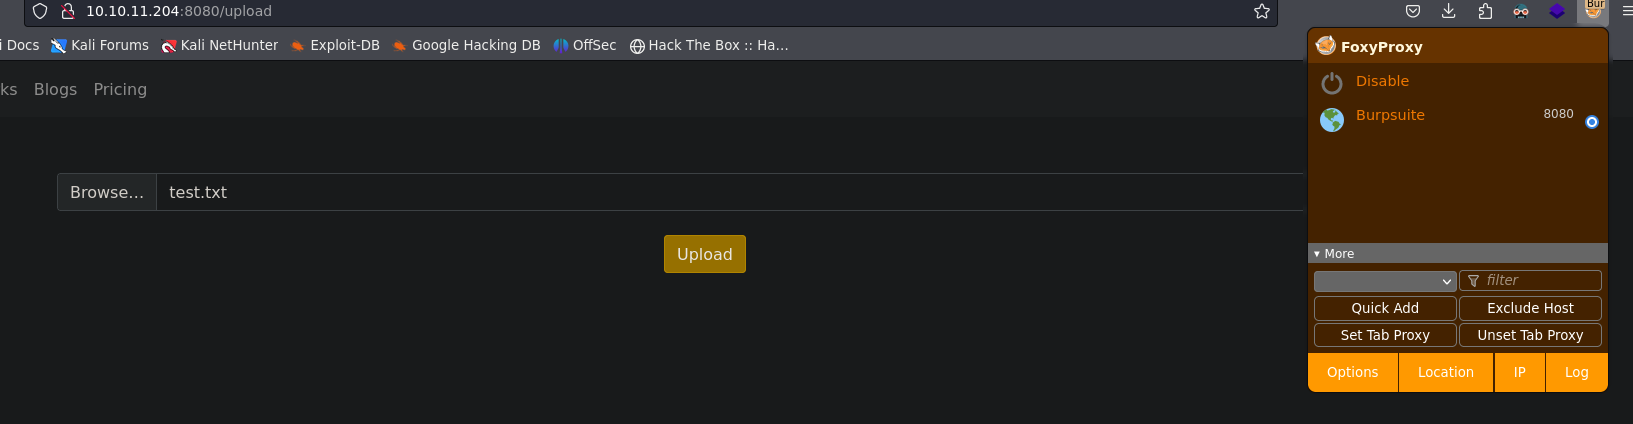 10.10.11.204:8080/upload
Bur
i Docs Kali Forums Kali NetHunter Exploit-DB Google Hacking DB OffSec Hack The Box :: Ha...
FoxyProxy
Disable
Burpsuite 8080
ks Blogs Pricing
Browse... test.txt
Upload
▾ More
filter
Quick Add Exclude Host
Set Tab Proxy Unset Tab Proxy
Options Location IP Log